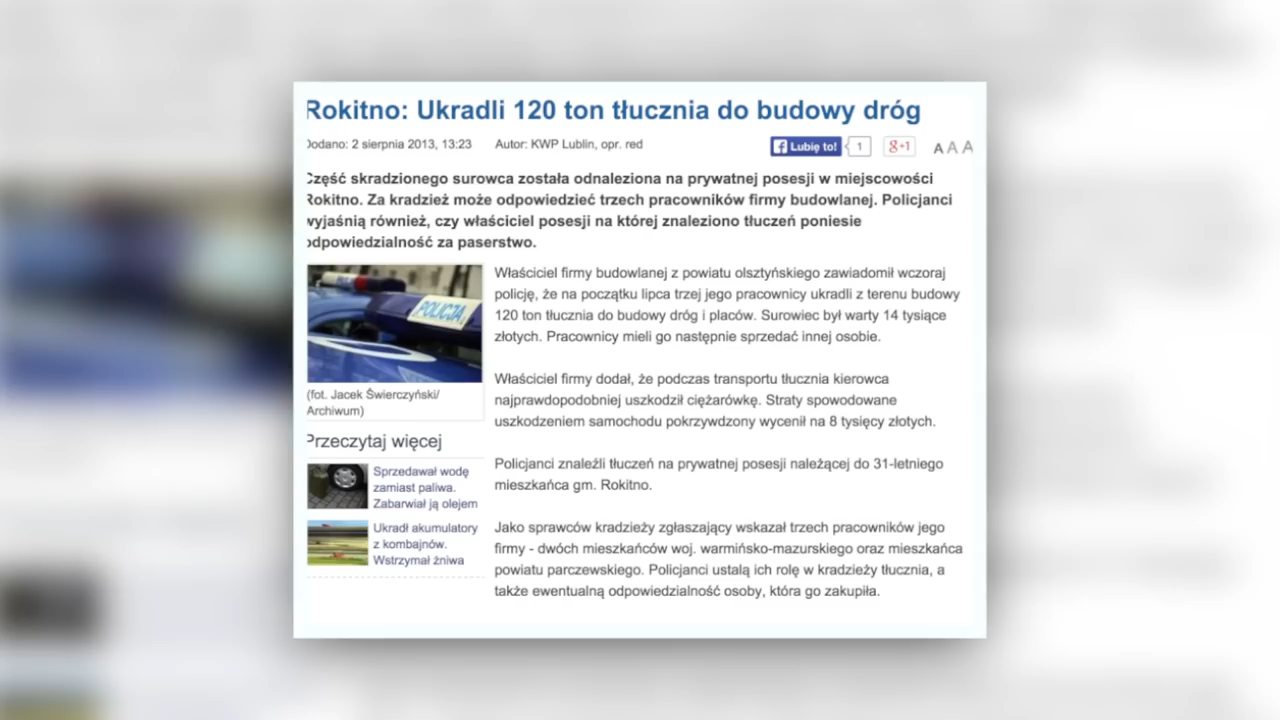 Rokitno: Ukradli 120 ton tłucznia do budowy dróg
Dodano: 2 sierpnia 2013, 13:23 Autor: KWP Lublin, opr. red
Lubię to! 1 g+1 A A A
Część skradzionego surowca została odnaleziona na prywatnej posesji w miejscowości
Rokitno. Za kradzież może odpowiedzieć trzech pracowników firmy budowlanej. Policjanci
wyjaśnią również, czy właściciel posesji na której znaleziono tłuczeń poniesie
odpowiedzialność za paserstwo.
POLICJA
(fot. Jacek Świerczyński/
Archiwum)
Przeczytaj więcej
Sprzedawał wodę
zamiast paliwa.
Zabarwiał ją olejem
Ukradł akumulatory
z kombajnów.
Wstrzymał żniwa
Właściciel firmy budowlanej z powiatu olsztyńskiego zawiadomił wczoraj
policję, że na początku lipca trzej jego pracownicy ukradli z terenu budowy
120 ton tłucznia do budowy dróg i placów. Surowiec był warty 14 tysiące
złotych. Pracownicy mieli go następnie sprzedać innej osobie.
Właściciel firmy dodał, że podczas transportu tłucznia kierowca
najprawdopodobniej uszkodził ciężarówkę. Straty spowodowane
uszkodzeniem samochodu pokrzywdzony wycenił na 8 tysięcy złotych.
Policjanci znaleźli tłuczeń na prywatnej posesji należącej do 31-letniego
mieszkańca gm. Rokitno.
Jako sprawców kradzieży zgłaszający wskazał trzech pracowników jego
firmy - dwóch mieszkańców woj. warmińsko-mazurskiego oraz mieszkańca
powiatu parczewskiego. Policjanci ustalą ich rolę w kradzieży tłucznia, a
także ewentualną odpowiedzialność osoby, która go zakupiła.